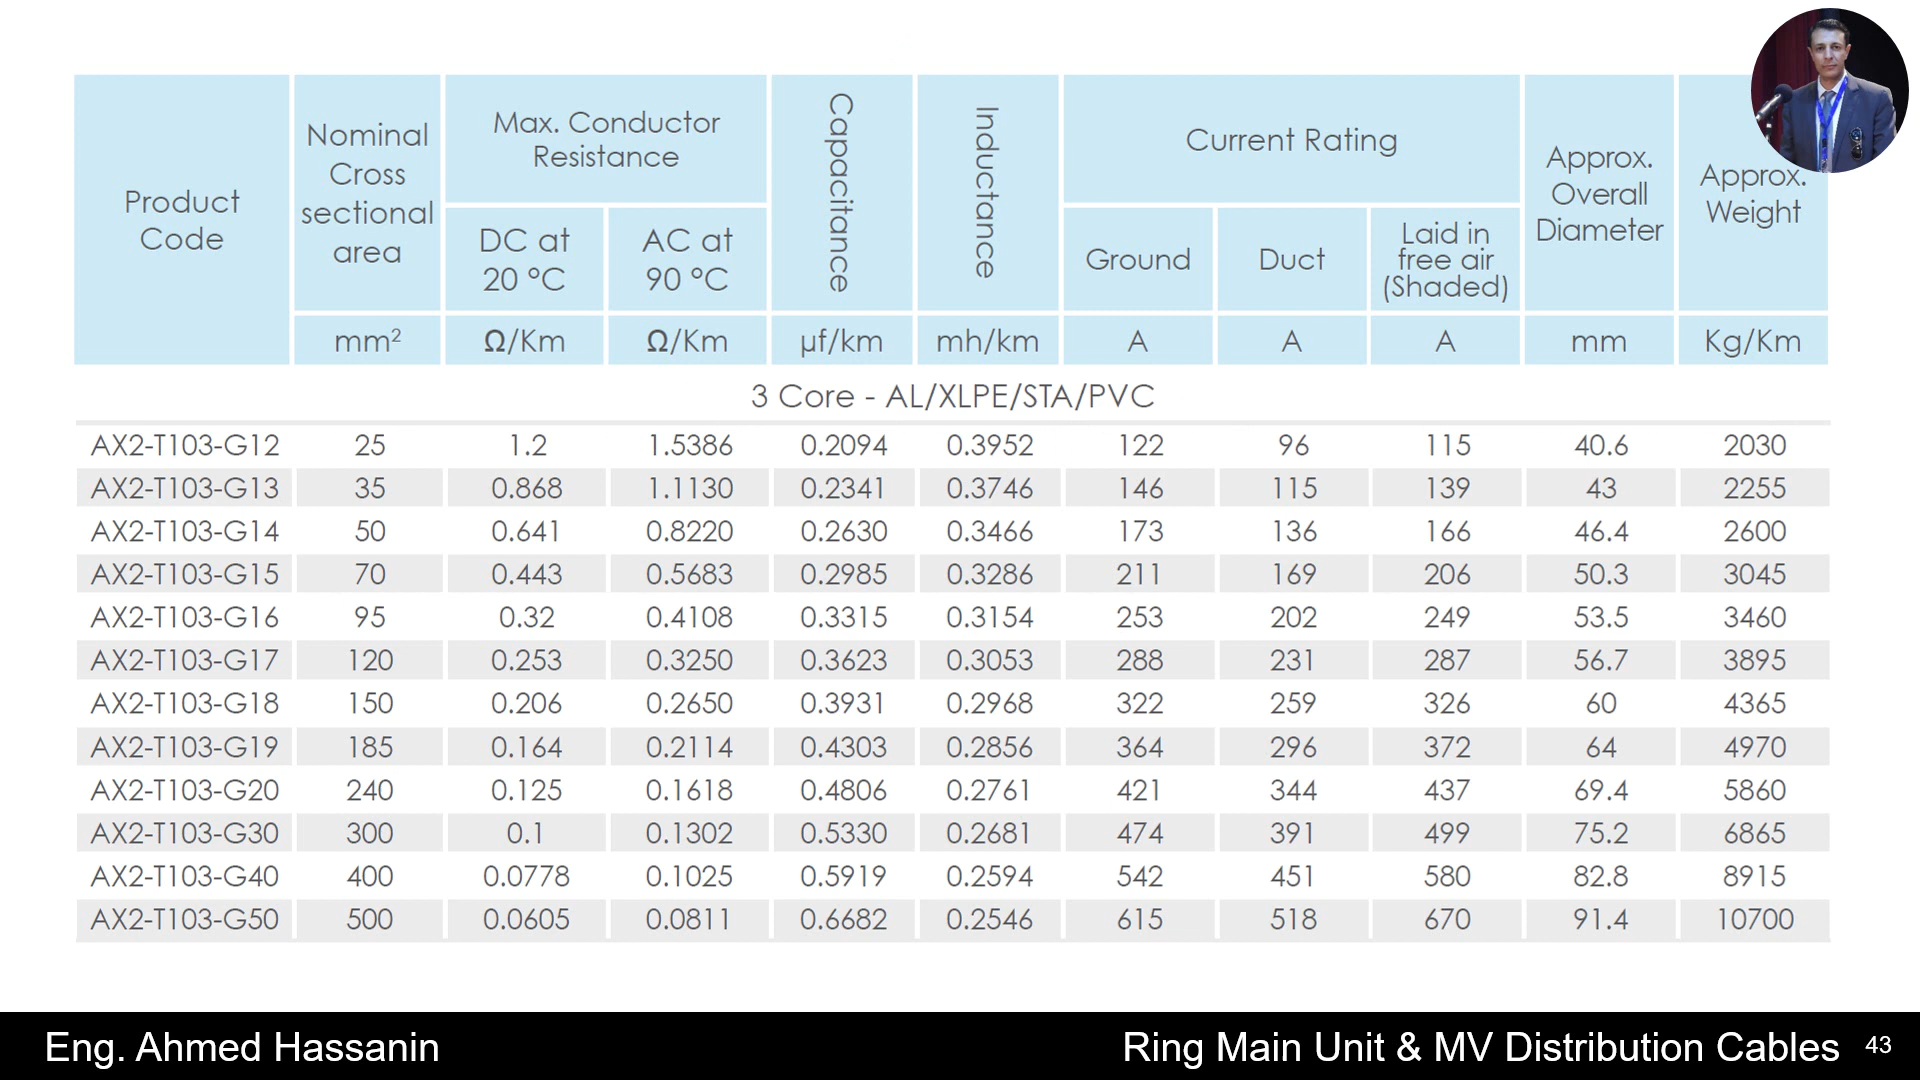 Product Code
Nominal Cross sectional area
Max. Conductor Resistance
Capacitance
Inductance
Current Rating
Approx. Overall Diameter
Approx. Weight
DC at 20 °C
AC at 90 °C
Ground
Duct
Laid in free air (Shaded)
mm² Ω/Km Ω/Km µf/km mh/km A A A mm Kg/Km
3 Core - AL/XLPE/STA/PVC
AX2-T103-G12 25 1.2 1.5386 0.2094 0.3952 122 96 115 40.6 2030
AX2-T103-G13 35 0.868 1.1130 0.2341 0.3746 146 115 139 43 2255
AX2-T103-G14 50 0.641 0.8220 0.2630 0.3466 173 136 166 46.4 2600
AX2-T103-G15 70 0.443 0.5683 0.2985 0.3286 211 169 206 50.3 3045
AX2-T103-G16 95 0.32 0.4108 0.3315 0.3154 253 202 249 53.5 3460
AX2-T103-G17 120 0.253 0.3250 0.3623 0.3053 288 231 287 56.7 3895
AX2-T103-G18 150 0.206 0.2650 0.3931 0.2968 322 259 326 60 4365
AX2-T103-G19 185 0.164 0.2114 0.4303 0.2856 364 296 372 64 4970
AX2-T103-G20 240 0.125 0.1618 0.4806 0.2761 421 344 437 69.4 5860
AX2-T103-G30 300 0.1 0.1302 0.5330 0.2681 474 391 499 75.2 6865
AX2-T103-G40 400 0.0778 0.1025 0.5919 0.2594 542 451 580 82.8 8915
AX2-T103-G50 500 0.0605 0.0811 0.6682 0.2546 615 518 670 91.4 10700
Eng. Ahmed Hassanin
Ring Main Unit & MV Distribution Cables 43